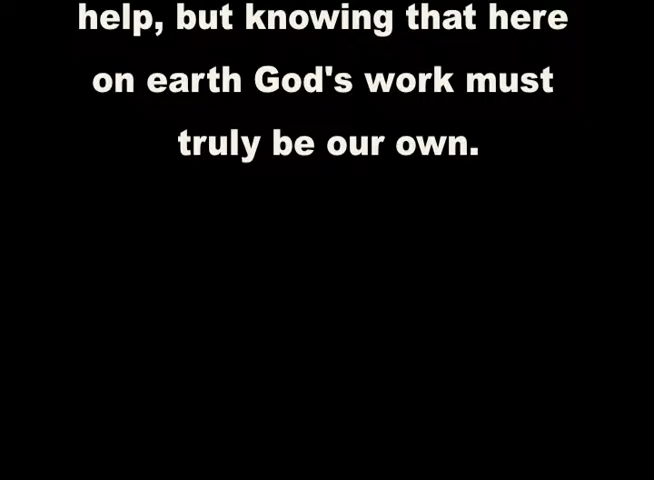 help, but knowing that here
on earth God's work must
truly be our own.